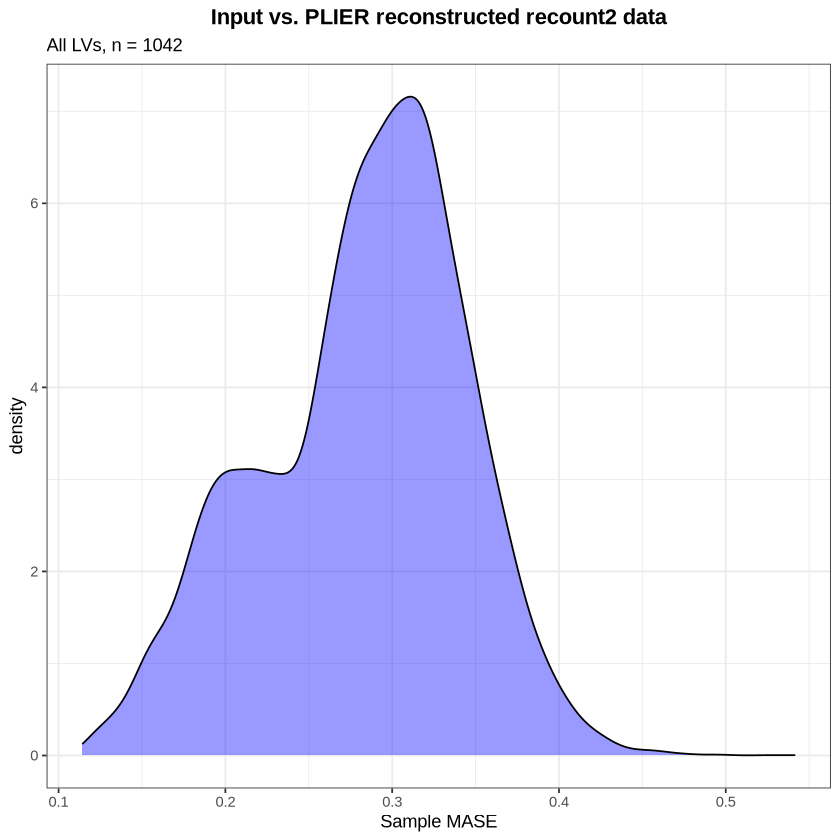 Input vs. PLIER reconstructed recount2 data
All LVs, n = 1042
density
6
4
2
0
0.1 0.2 0.3 0.4 0.5
Sample MASE